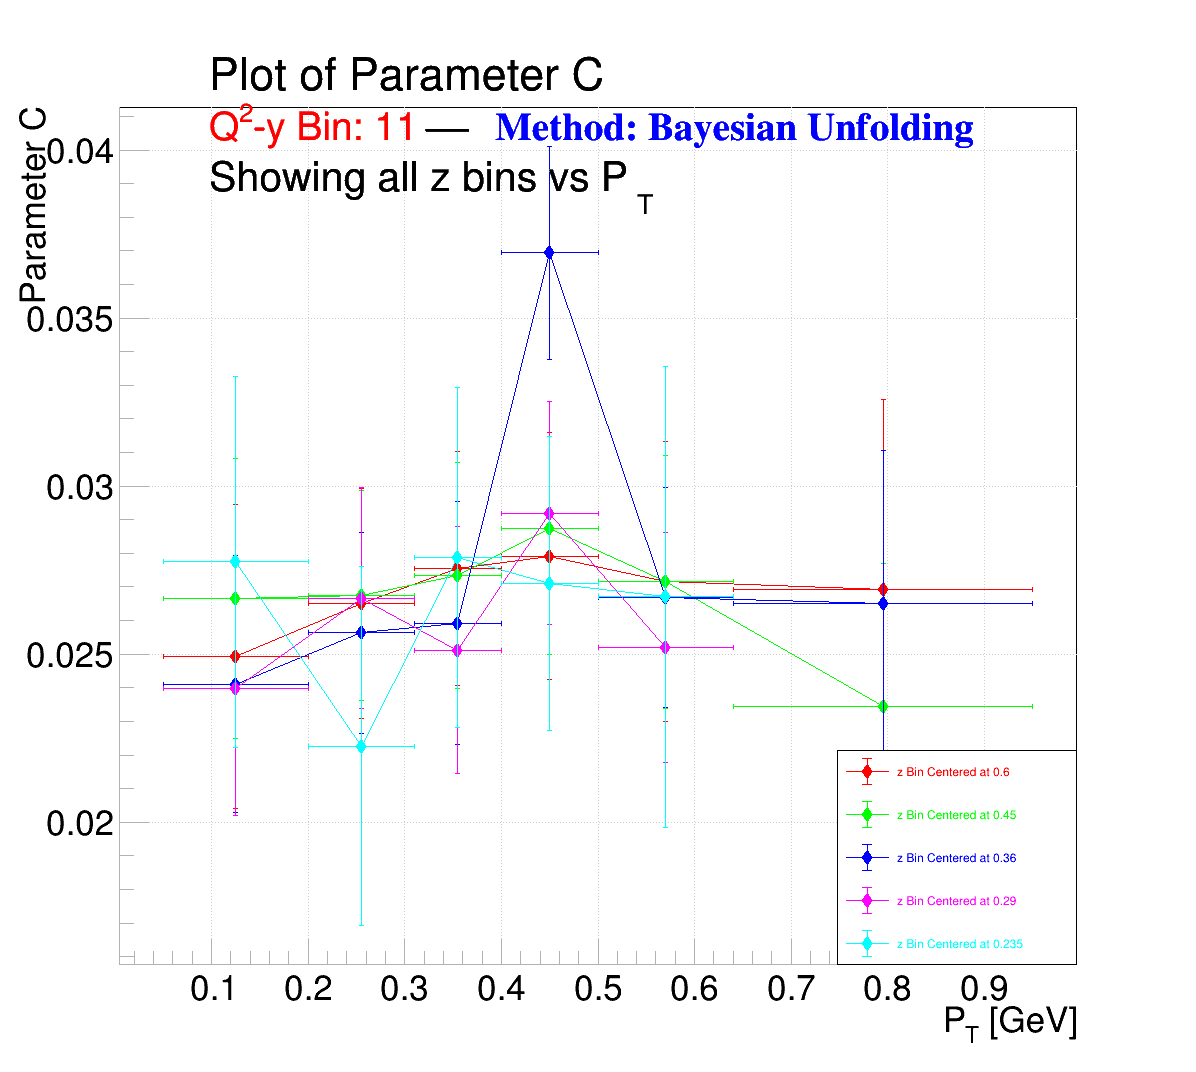 Plot of Parameter C
Q²-y Bin: 11 — Method: Bayesian Unfolding
Showing all z bins vs P_T
Parameter C
0.04
0.035
0.03
0.025
0.02
z Bin Centered at 0.6
z Bin Centered at 0.45
z Bin Centered at 0.36
z Bin Centered at 0.29
z Bin Centered at 0.235
0.1 0.2 0.3 0.4 0.5 0.6 0.7 0.8 0.9
P_T [GeV]